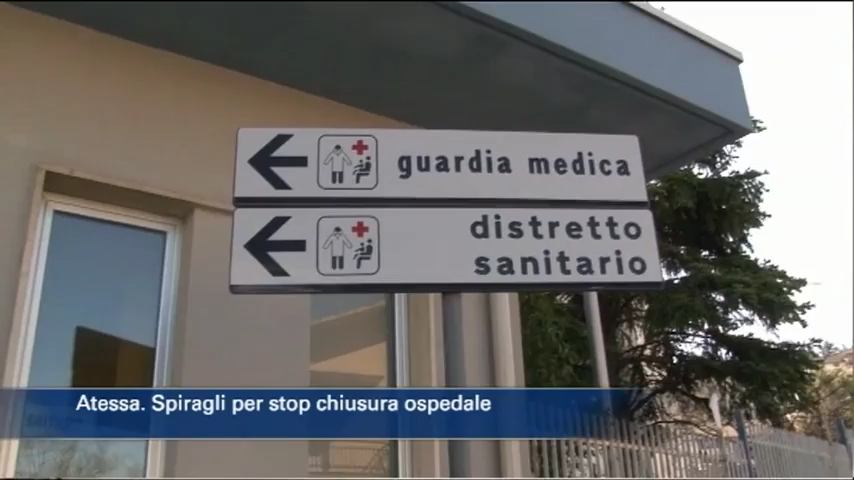 guardia medica
distretto
sanitario
Atessa. Spiragli per stop chiusura ospedale